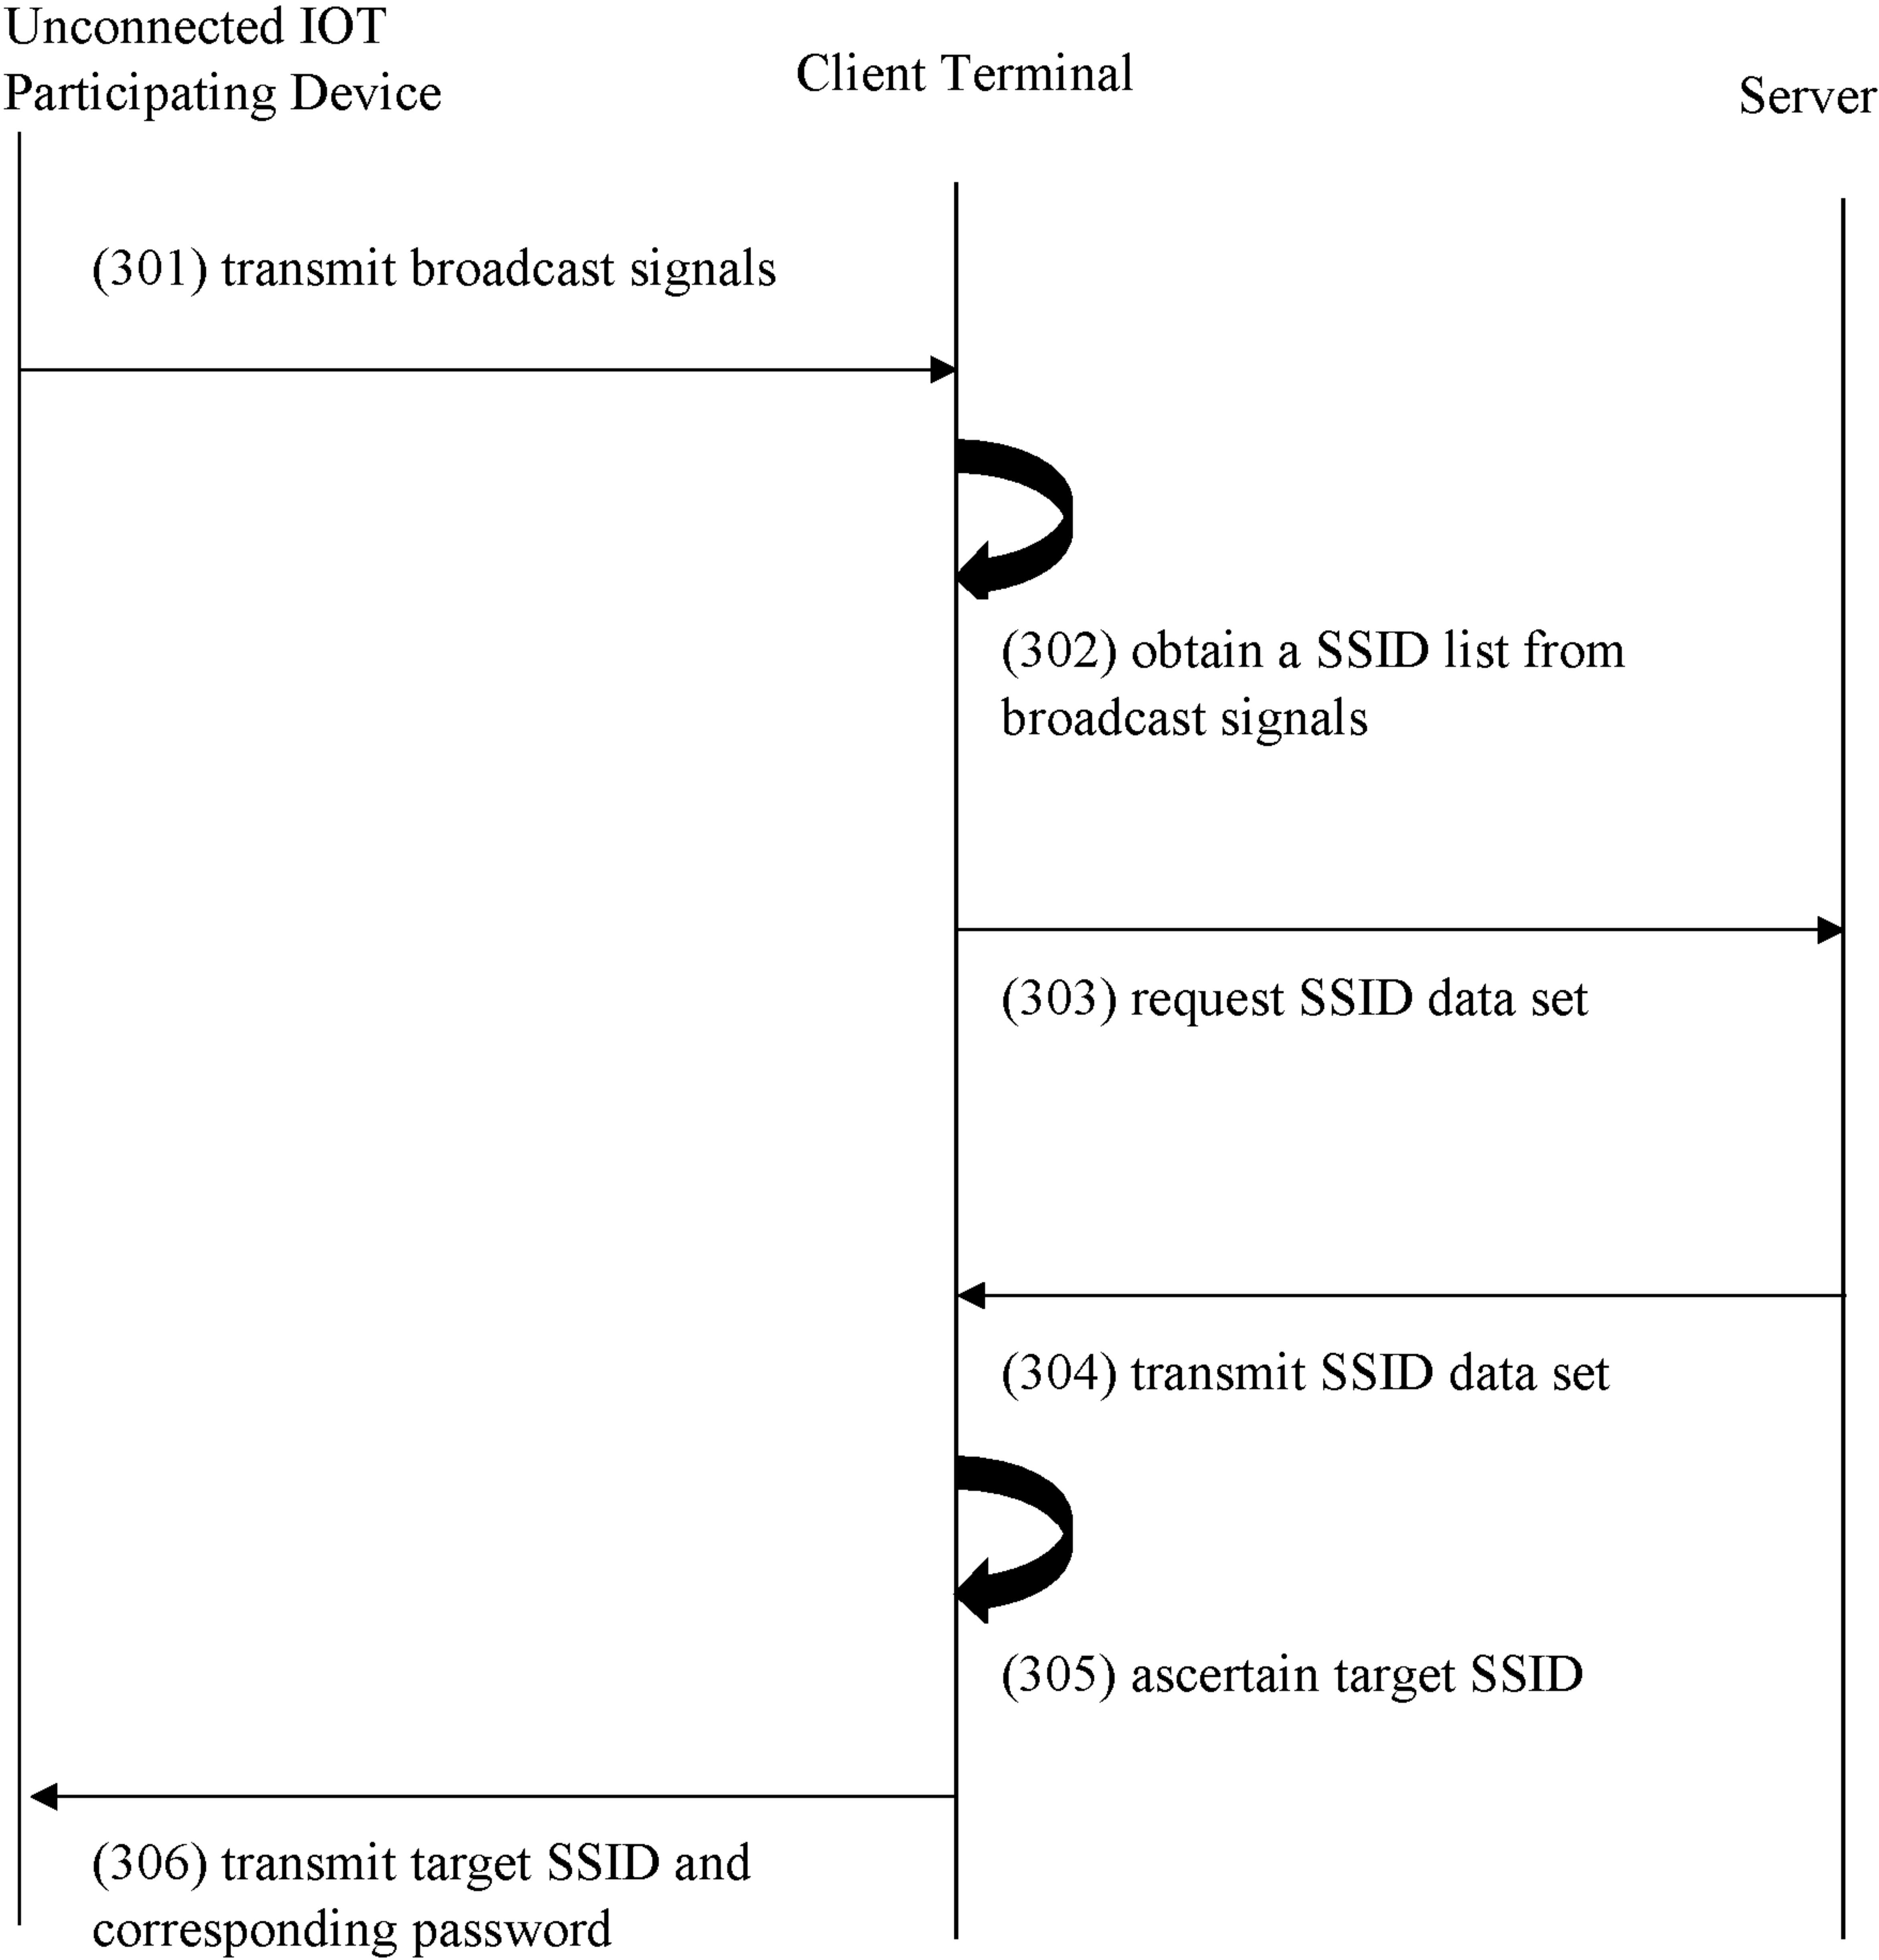 Unconnected IOT
Participating Device
Client Terminal
Server
(301) transmit broadcast signals
(302) obtain a SSID list from
broadcast signals
(303) request SSID data set
(304) transmit SSID data set
(305) ascertain target SSID
(306) transmit target SSID and
corresponding password